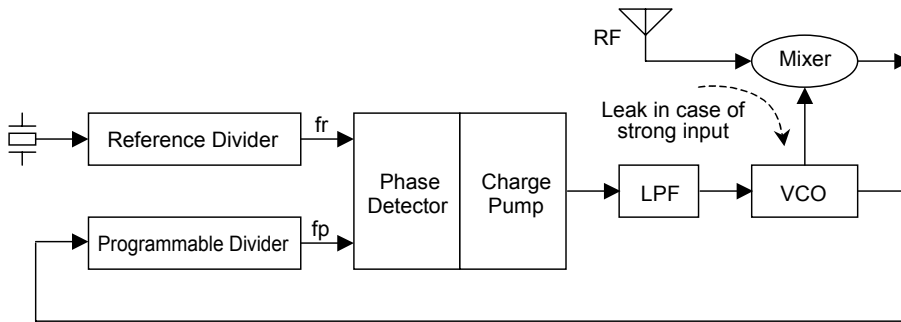 RF
Mixer
Leak in case of
strong input
Reference Divider
fr
Phase
Detector
Charge
Pump
LPF
VCO
Programmable Divider
fp